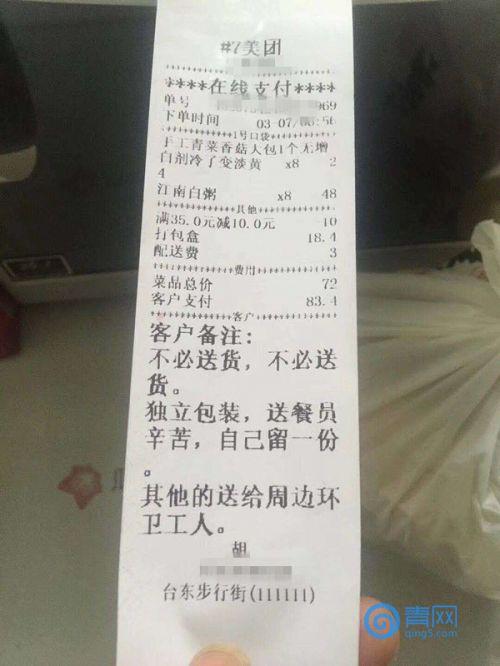 #7美团
****在线支付****
单号 969
下单时间 03-07
1号口袋
手工青菜香菇大包1个无增
白剂冷了变淡黄 x8 2
4
江南白粥 x8 48
其他
满35.0元减10.0元 -10
打包盒 18.4
配送费 3
费用
菜品总价 72
客户支付 83.4
客户
客户备注:
不必送货，不必送
货。
独立包装，送餐员
辛苦，自己留一份
。
其他的送给周边环
卫工人。
胡
台东步行街(111111)
青网
qing5.com